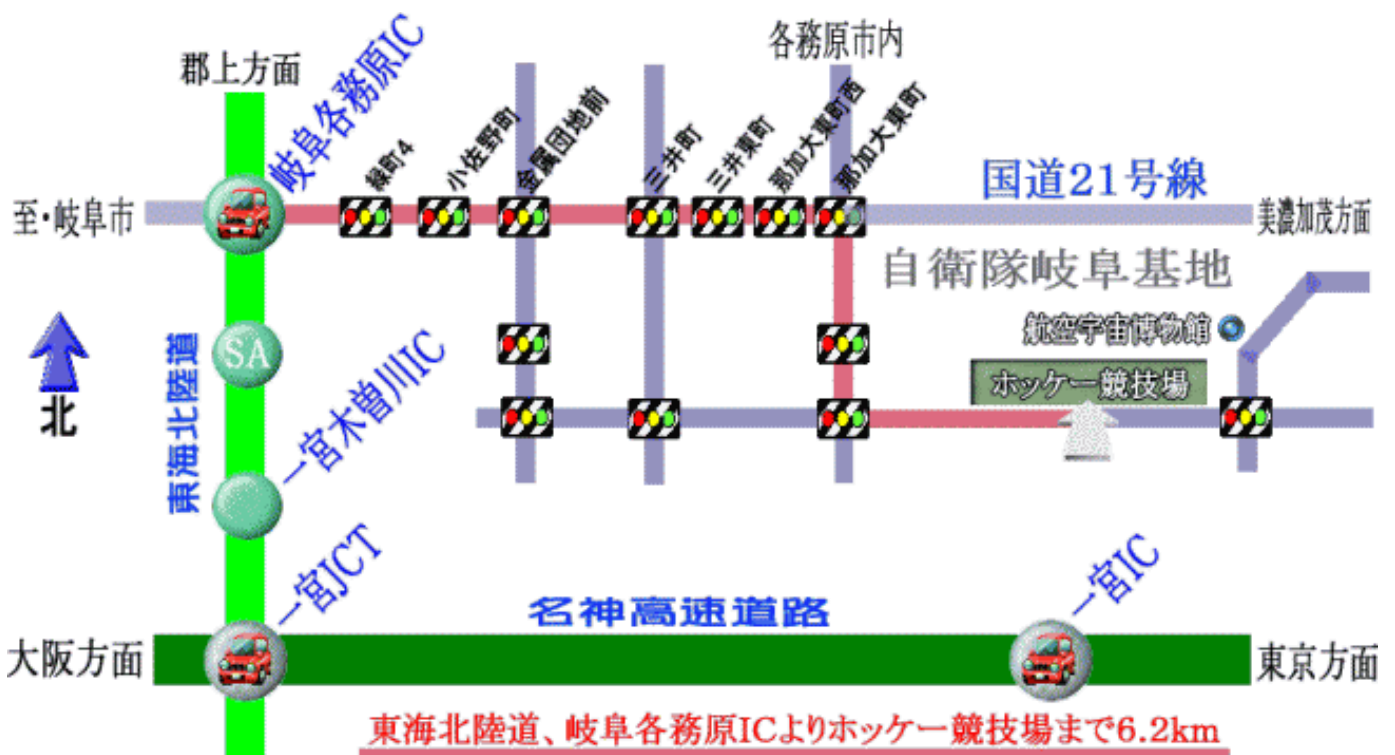 各務原市内
郡上方面
岐阜各務原IC
緑町4
小佐野町
金属団地前
三井町
三井東町
那加大東町西
那加大東町
国道21号線
至・岐阜市
美濃加茂方面
自衛隊岐阜基地
航空宇宙博物館
SA
ホッケー競技場
北
東海北陸道
一宮木曽川IC
一宮JCT
一宮IC
名神高速道路
大阪方面
東京方面
東海北陸道、岐阜各務原ICよりホッケー競技場まで6.2km